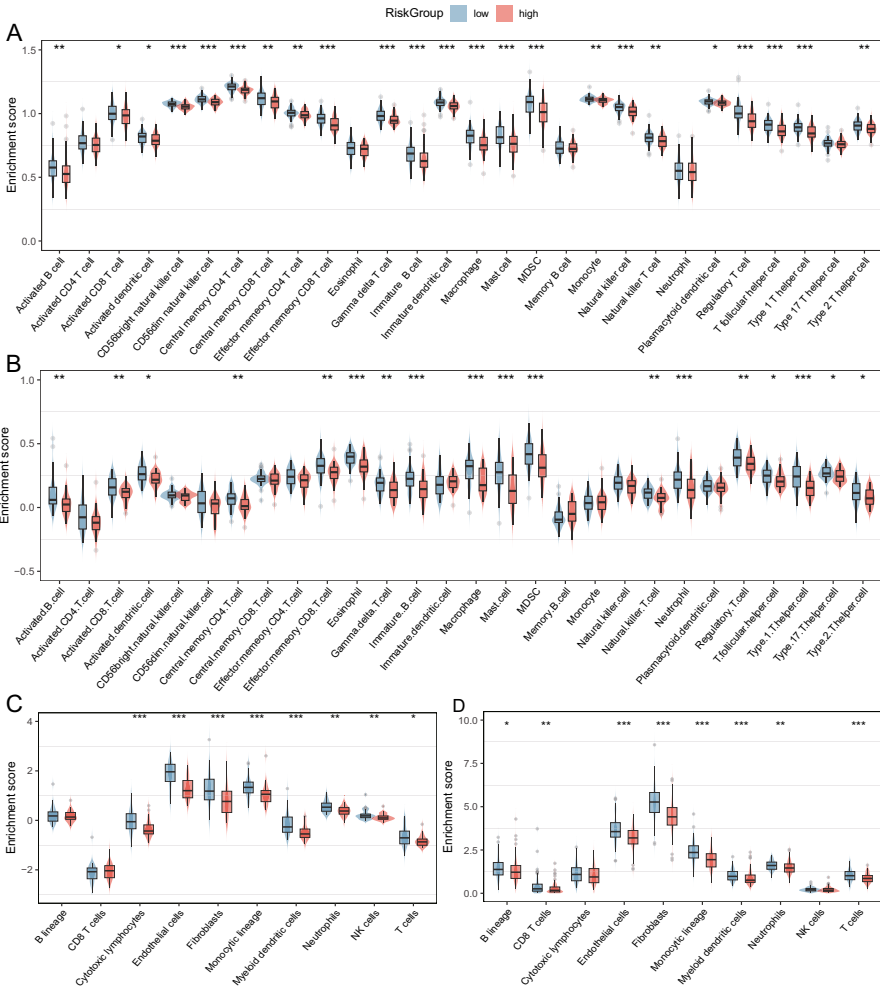 RiskGroup low high
A
** * * *** *** *** ** ** *** *** *** *** *** *** *** ** *** ** * *** *** *** **
Enrichment score
1.5
1.0
0.5
0.0
Activated B cell
Activated CD4 T cell
Activated CD8 T cell
Activated dendritic cell
CD56bright natural killer cell
CD56dim natural killer cell
Central memory CD4 T cell
Central memory CD8 T cell
Effector memeory CD4 T cell
Effector memeory CD8 T cell
Eosinophil
Gamma delta T cell
Immature B cell
Immature dendritic cell
Macrophage
Mast cell
MDSC
Memory B cell
Monocyte
Natural killer cell
Natural killer T cell
Neutrophil
Plasmacytoid dendritic cell
Regulatory T cell
T follicular helper cell
Type 1 T helper cell
Type 17 T helper cell
Type 2 T helper cell
B
** ** * ** ** *** ** *** *** *** *** ** *** ** * *** * *
Enrichment score
1.0
0.5
0.0
−0.5
Activated.B.cell
Activated.CD4.T.cell
Activated.CD8.T.cell
Activated.dendritic.cell
CD56bright.natural.killer.cell
CD56dim.natural.killer.cell
Central.memory.CD4.T.cell
Central.memory.CD8.T.cell
Effector.memeory.CD4.T.cell
Effector.memeory.CD8.T.cell
Eosinophil
Gamma.delta.T.cell
Immature..B.cell
Immature.dendritic.cell
Macrophage
Mast.cell
MDSC
Memory.B.cell
Monocyte
Natural.killer.cell
Natural.killer.T.cell
Neutrophil
Plasmacytoid.dendritic.cell
Regulatory.T.cell
T.follicular.helper.cell
Type.1.T.helper.cell
Type.17.T.helper.cell
Type.2.T.helper.cell
C
*** *** *** *** *** ** ** *
Enrichment score
4
2
0
−2
B lineage
CD8 T cells
Cytotoxic lymphocytes
Endothelial cells
Fibroblasts
Monocytic lineage
Myeloid dendritic cells
Neutrophils
NK cells
T cells
D
* ** *** *** *** *** ** ***
Enrichment score
10.0
7.5
5.0
2.5
0.0
B lineage
CD8 T cells
Cytotoxic lymphocytes
Endothelial cells
Fibroblasts
Monocytic lineage
Myeloid dendritic cells
Neutrophils
NK cells
T cells